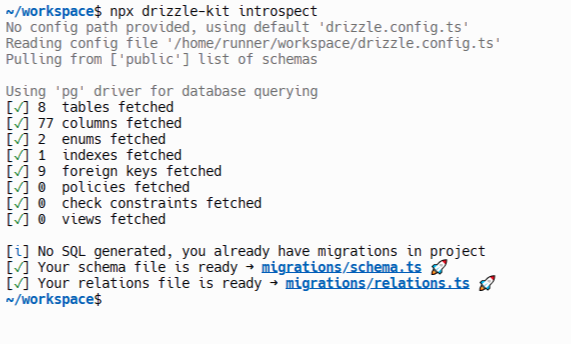 ~/workspace$ npx drizzle-kit introspect
No config path provided, using default 'drizzle.config.ts'
Reading config file '/home/runner/workspace/drizzle.config.ts'
Pulling from ['public'] list of schemas
Using 'pg' driver for database querying
[✓] 8  tables fetched
[✓] 77 columns fetched
[✓] 2  enums fetched
[✓] 1  indexes fetched
[✓] 9  foreign keys fetched
[✓] 0  policies fetched
[✓] 0  check constraints fetched
[✓] 0  views fetched
[i] No SQL generated, you already have migrations in project
[✓] Your schema file is ready ➜ migrations/schema.ts 🚀
[✓] Your relations file is ready ➜ migrations/relations.ts 🚀
~/workspace$